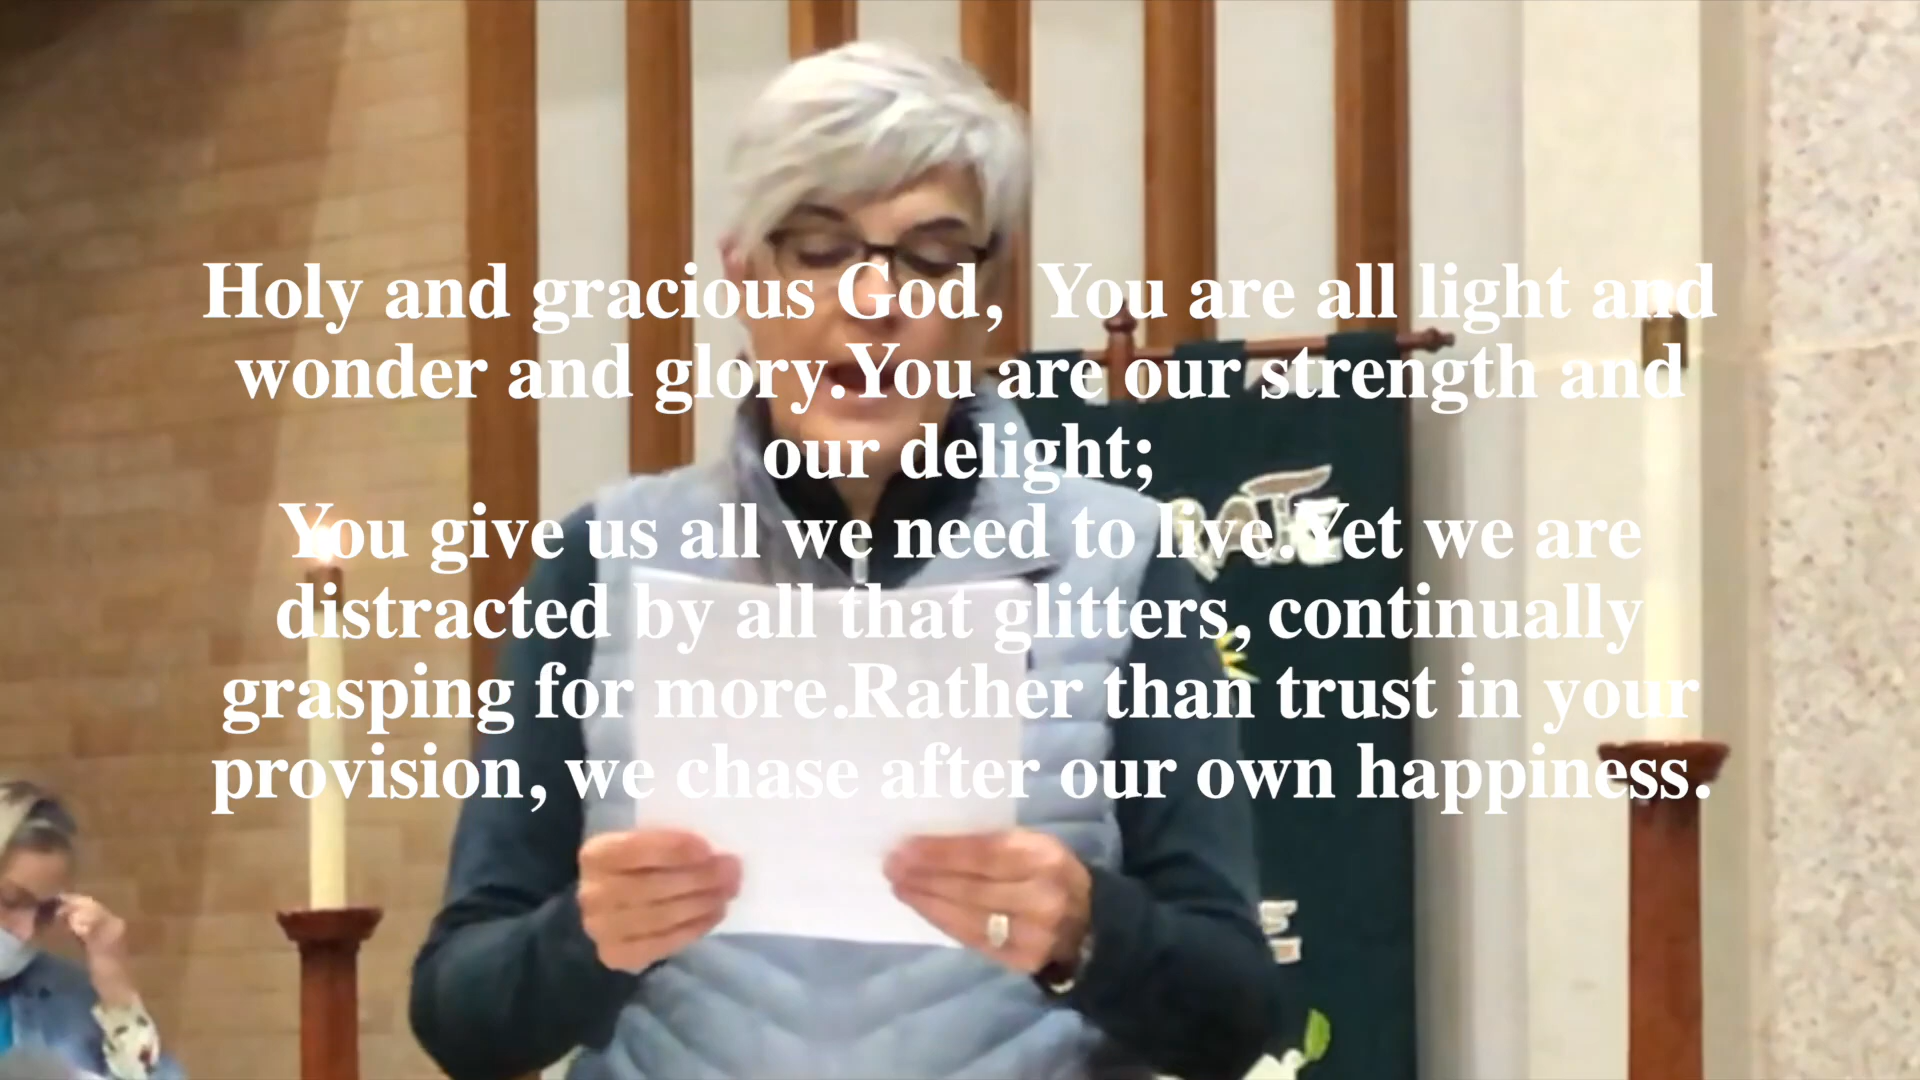 Holy and gracious God,  You are all light and
wonder and glory.You are our strength and
our delight;
You give us all we need to live.Yet we are
distracted by all that glitters, continually
grasping for more.Rather than trust in your
provision, we chase after our own happiness.